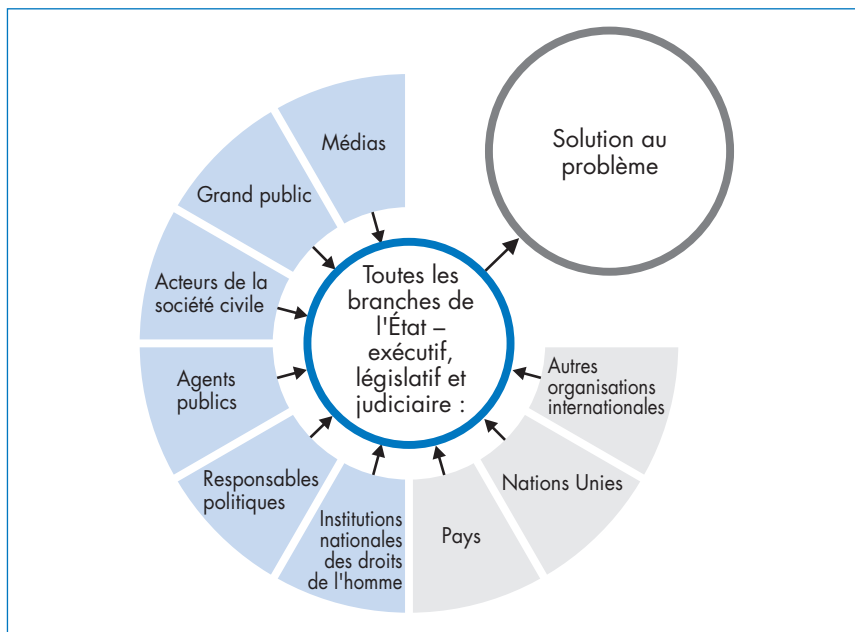 Médias
Solution au
problème
Grand public
Acteurs de la
société civile
Toutes les
branches de
l'État –
exécutif,
législatif et
judiciaire :
Agents
publics
Autres
organisations
internationales
Responsables
politiques
Nations Unies
Institutions
nationales
des droits
de l'homme
Pays